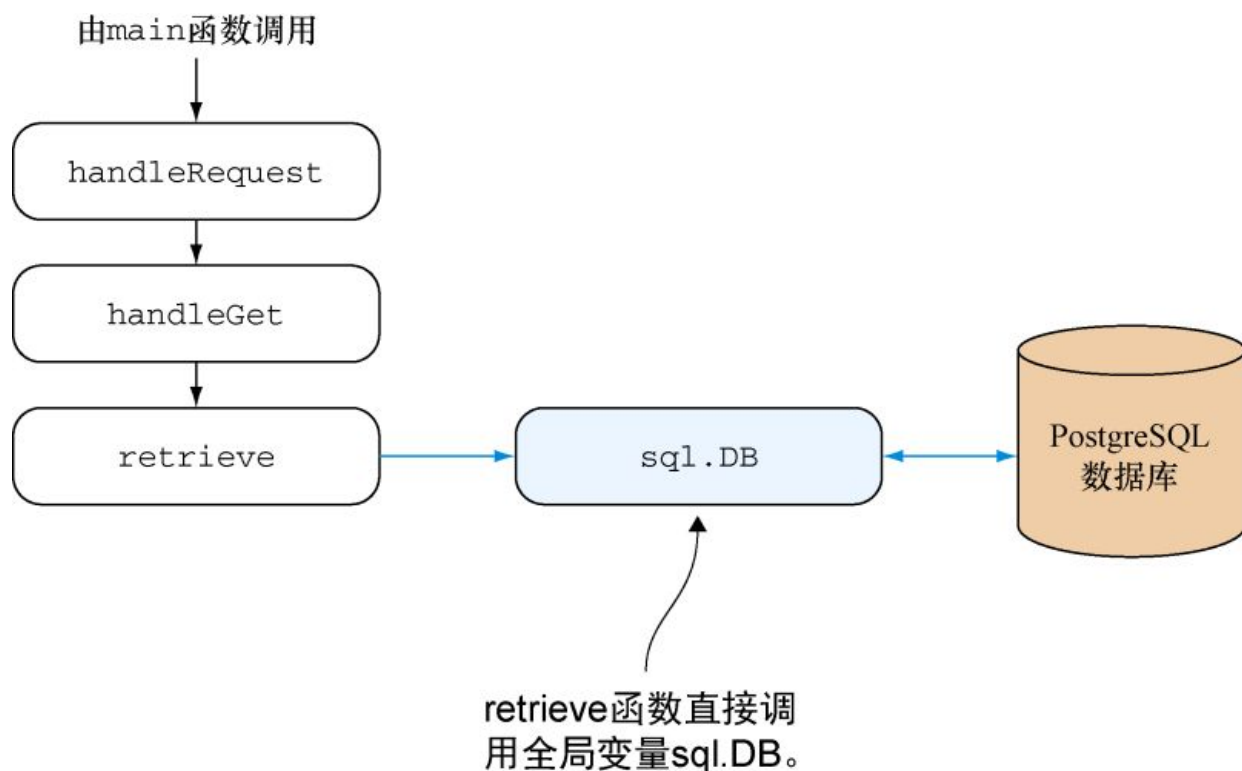 由main函数调用
handleRequest
handleGet
retrieve
sql.DB
PostgreSQL
数据库
retrieve函数直接调
用全局变量sql.DB。